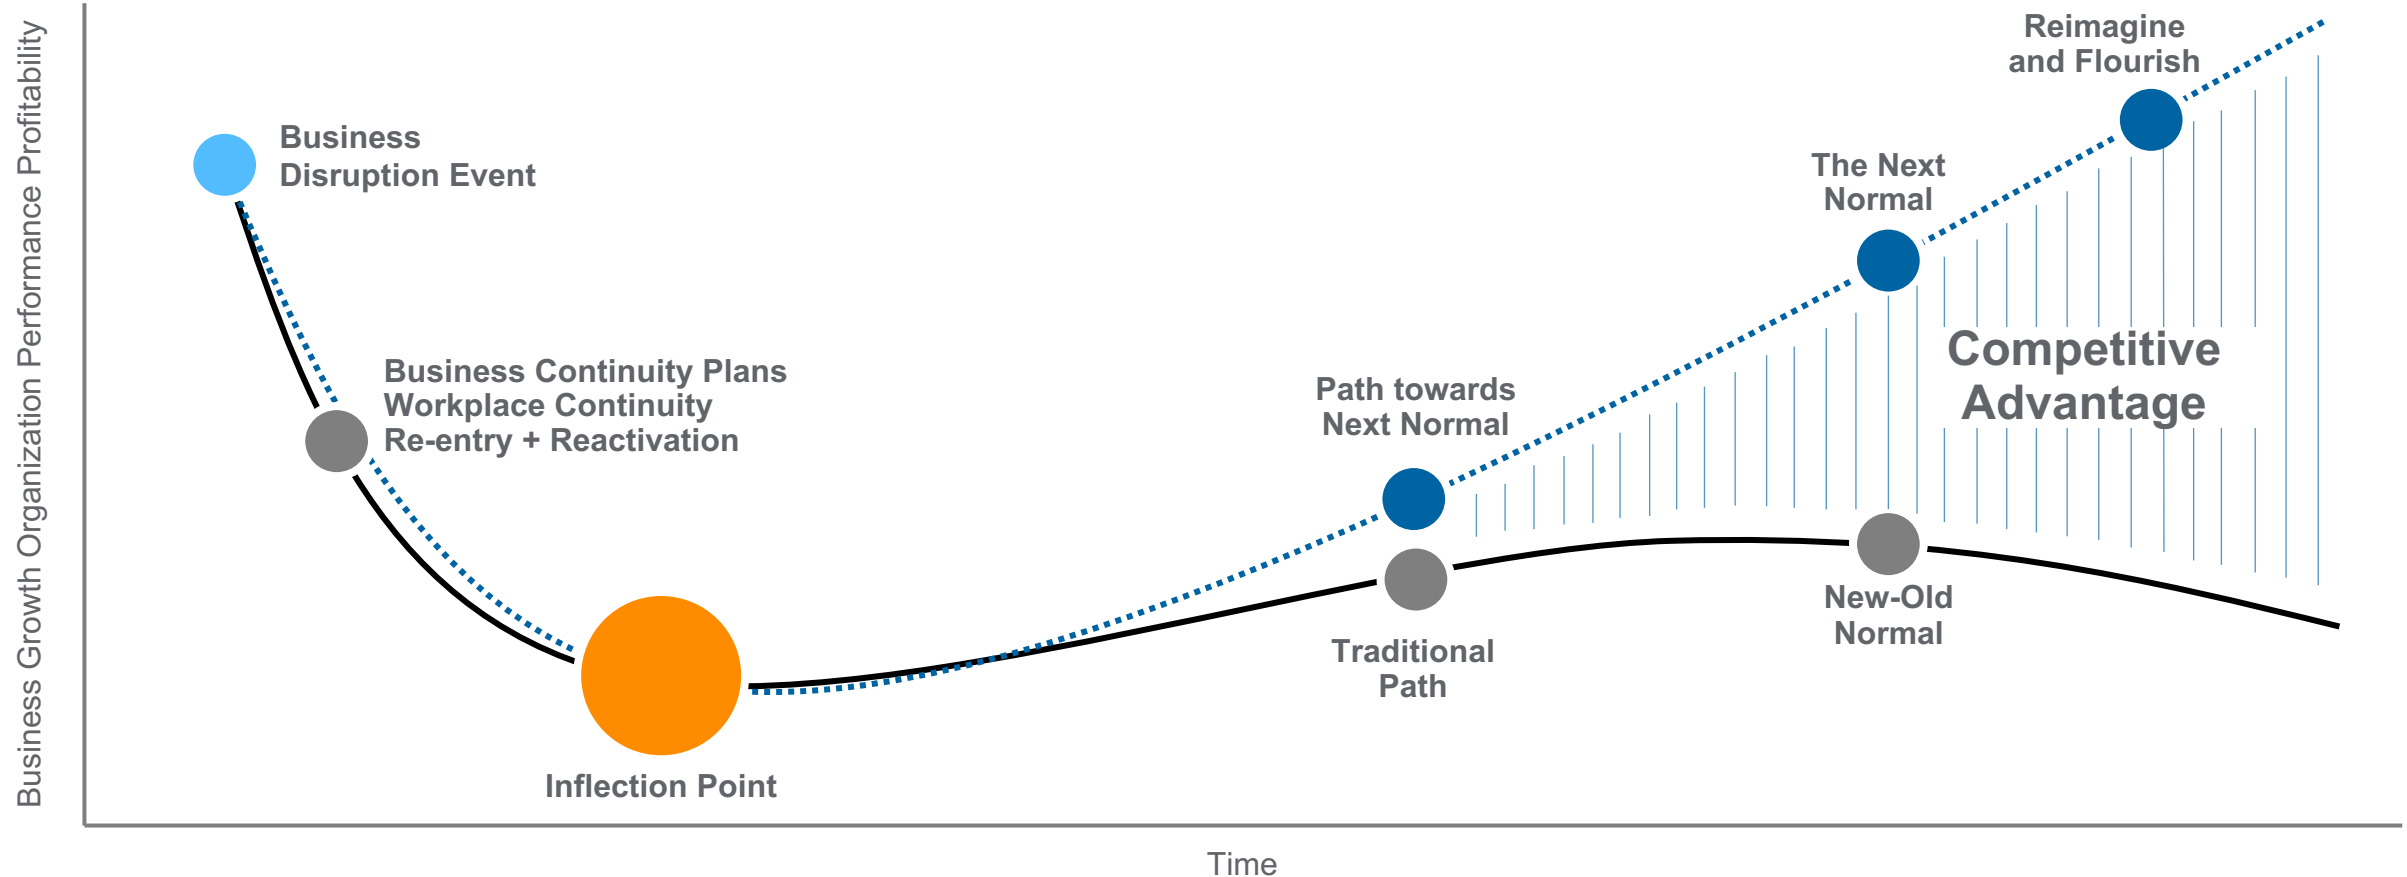 Business Growth Organization Performance Profitability
Business
Disruption Event
Business Continuity Plans
Workplace Continuity
Re-entry + Reactivation
Inflection Point
Path towards
Next Normal
Traditional
Path
The Next
Normal
New-Old
Normal
Reimagine
and Flourish
Competitive
Advantage
Time